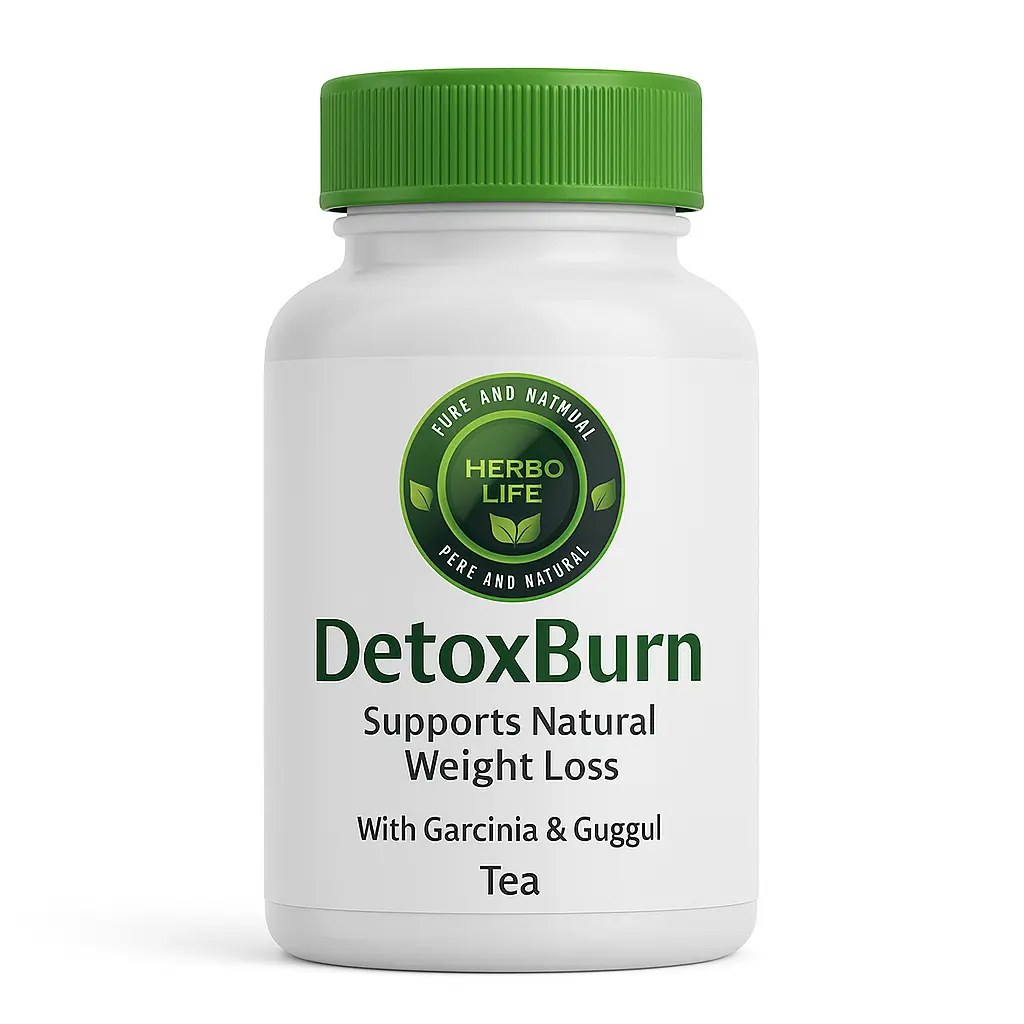 FURE AND NATMUAL
HERBO
LIFE
PERE AND NATURAL
DetoxBurn
Supports Natural
Weight Loss
With Garcinia & Guggul
Tea